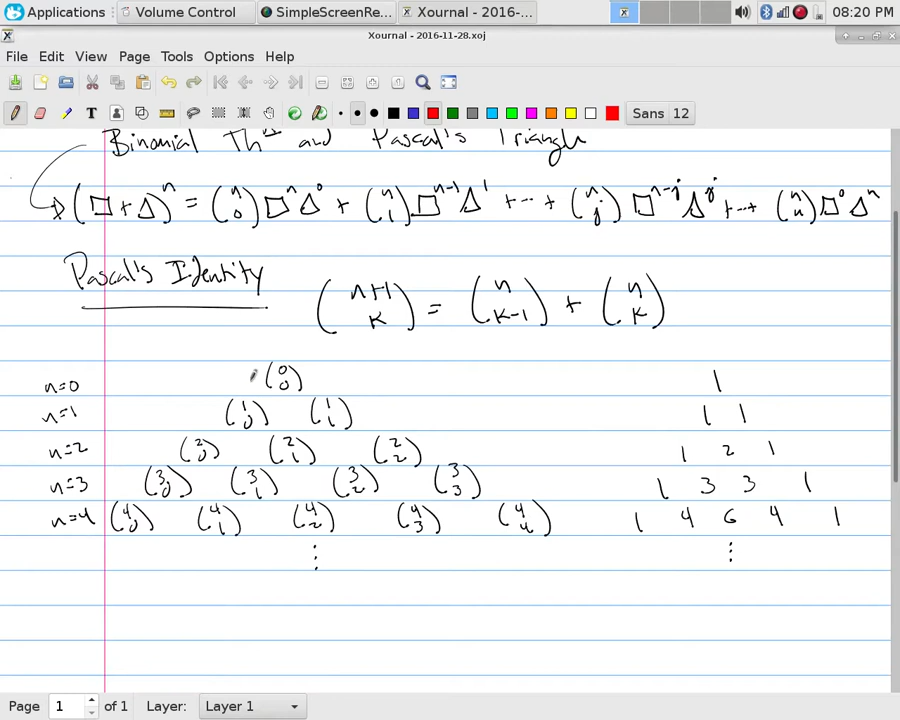 Applications Volume Control SimpleScreenRe... Xournal - 2016-... 08:20 PM
Xournal - 2016-11-28.xoj
File Edit View Page Tools Options Help
Sans 12
Binomial Thm and Pascal's Triangle
(□ + △)^n = (n 0) □^n △^0 + (n 1) □^{n-1} △^1 + ... + (n j) □^{n-j} △^j + ... + (n n) □^0 △^n
Pascal's Identity
(n+1 k) = (n k-1) + (n k)
n=0 (0 0) 1
n=1 (1 0) (1 1) 1 1
n=2 (2 0) (2 1) (2 2) 1 2 1
n=3 (3 0) (3 1) (3 2) (3 3) 1 3 3 1
n=4 (4 0) (4 1) (4 2) (4 3) (4 4) 1 4 6 4 1
⋮ ⋮
Page 1 of 1 Layer: Layer 1